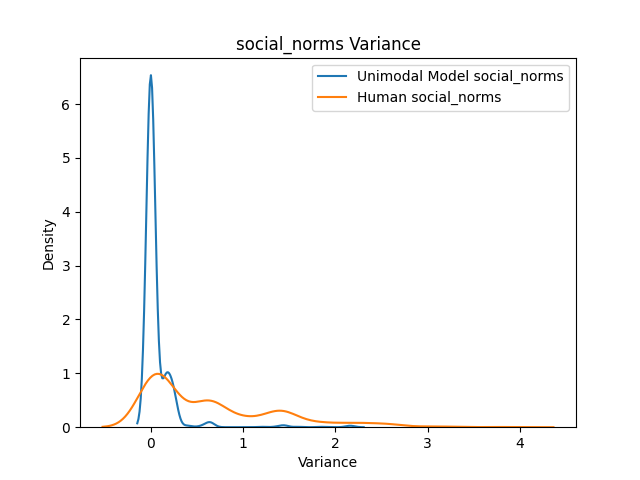 social_norms Variance
Unimodal Model social_norms
Human social_norms
Density
6
5
4
3
2
1
0
0 1 2 3 4
Variance